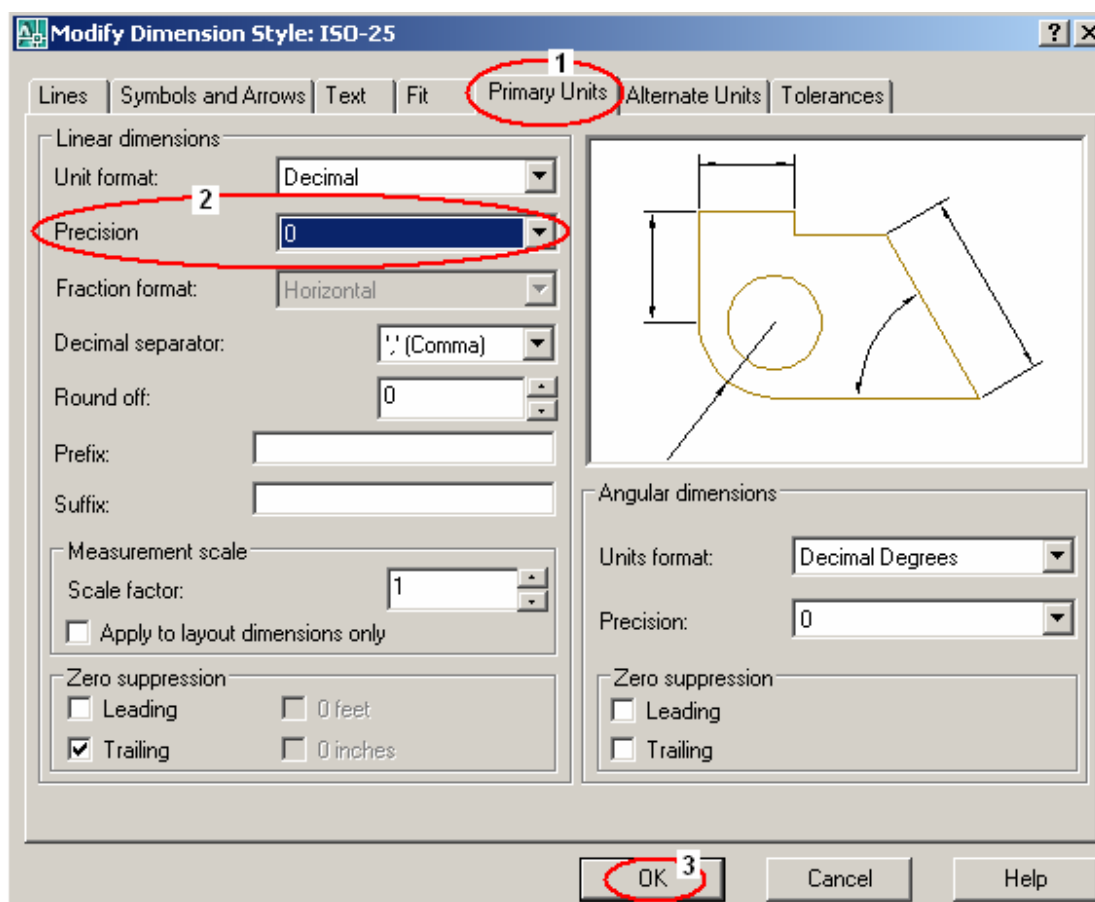 Modify Dimension Style: ISO-25
1
Lines Symbols and Arrows Text Fit Primary Units Alternate Units Tolerances
Linear dimensions
Unit format: Decimal
2
Precision 0
Fraction format: Horizontal
Decimal separator: ',' (Comma)
Round off: 0
Prefix:
Suffix:
Measurement scale
Scale factor: 1
Apply to layout dimensions only
Zero suppression
Leading 0 feet
Trailing 0 inches
Angular dimensions
Units format: Decimal Degrees
Precision: 0
Zero suppression
Leading
Trailing
OK 3 Cancel Help